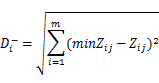 D_i^- = \sqrt{\sum_{i=1}^{m} (minZ_{ij} - Z_{ij})^2}